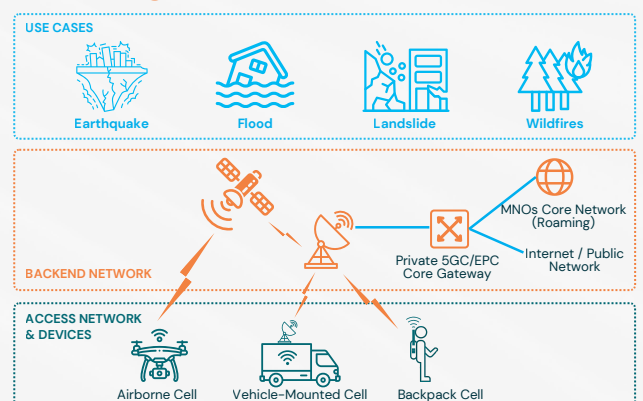 USE CASES
Earthquake
Flood
Landslide
Wildfires
MNOs Core Network
(Roaming)
Private 5GC/EPC
Core Gateway
Internet / Public
Network
BACKEND NETWORK
ACCESS NETWORK
& DEVICES
Airborne Cell
Vehicle-Mounted Cell
Backpack Cell